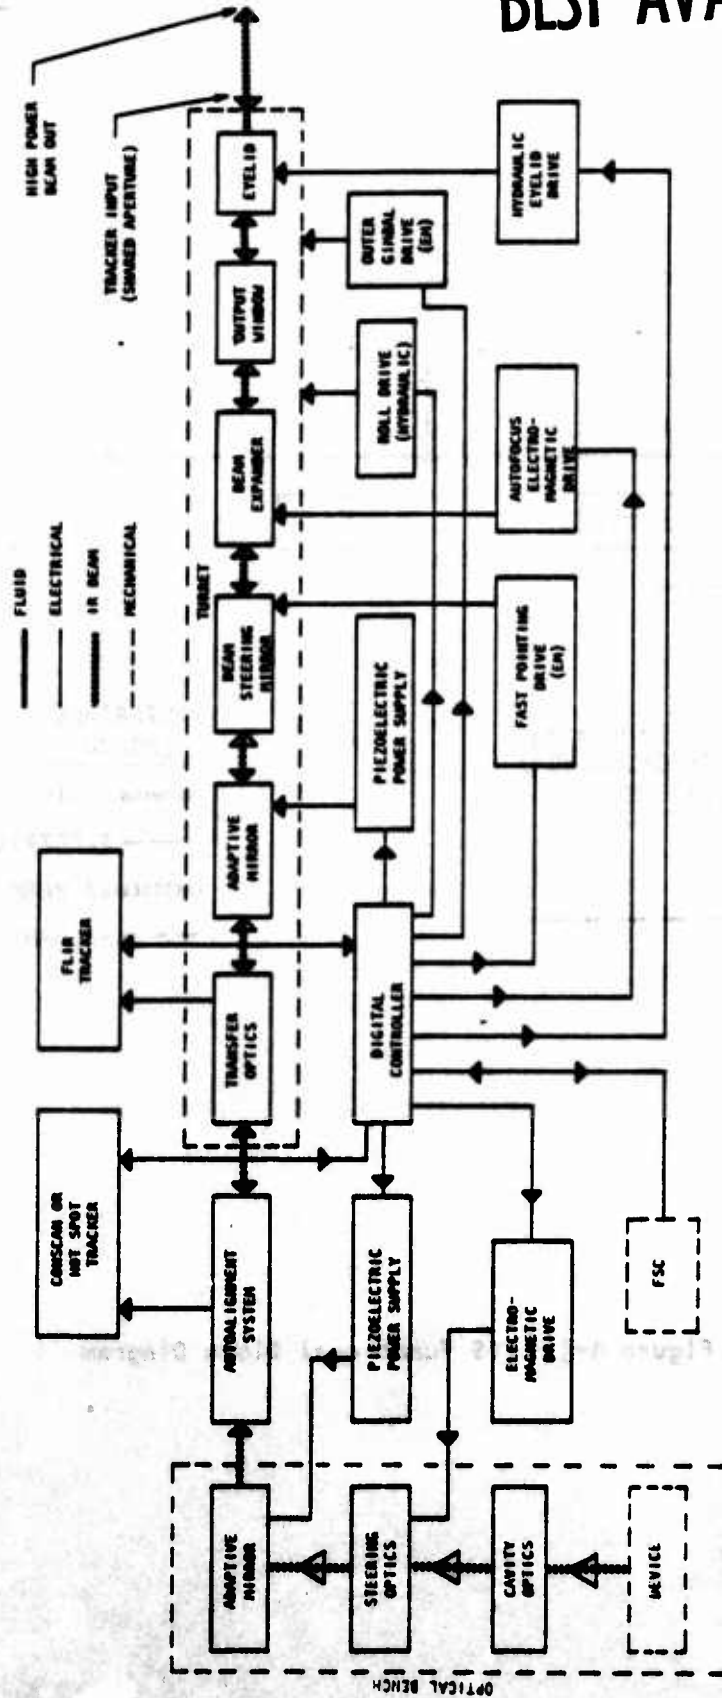 BEST AVA
HIGH POWER
BEAM OUT
TRACKER INPUT
(SHARED APERTURE)
FLUID
ELECTRICAL
IR BEAM
MECHANICAL
CONSCAN OR
HOT SPOT
TRACKER
FLIR
TRACKER
TURRET
ADAPTIVE
MIRROR
AUTOALIGNMENT
SYSTEM
TRANSFER
OPTICS
ADAPTIVE
MIRROR
BEAM
STEERING
MIRROR
BEAM
EXPANDER
OUTPUT
WINDOW
EYELID
STEERING
OPTICS
PIEZOELECTRIC
POWER SUPPLY
DIGITAL
CONTROLLER
PIEZOELECTRIC
POWER SUPPLY
ROLL DRIVE
(HYDRAULIC)
OUTER
GIMBAL
DRIVE
(EM)
CAVITY
OPTICS
ELECTRO-
MAGNETIC
DRIVE
FAST POINTING
DRIVE
(EM)
AUTOFOCUS
ELECTRO-
MAGNETIC
DRIVE
HYDRAULIC
EYELID
DRIVE
DEVICE
FSC
OPTICAL BENCH